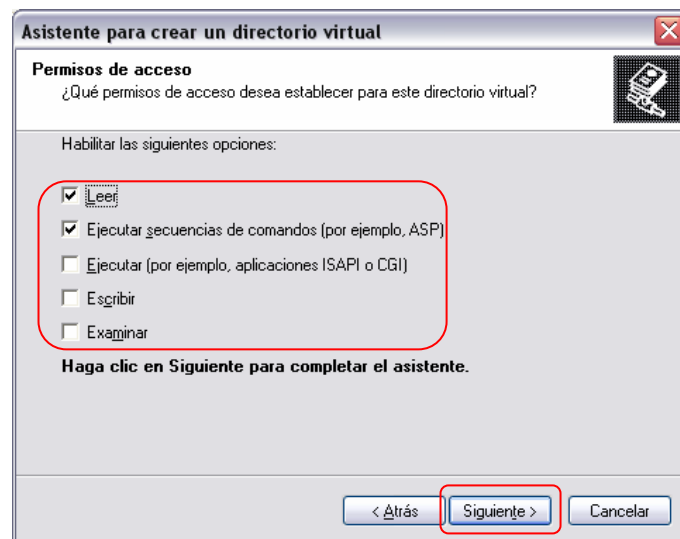 Asistente para crear un directorio virtual
Permisos de acceso
¿Qué permisos de acceso desea establecer para este directorio virtual?
Habilitar las siguientes opciones:
Leer
Ejecutar secuencias de comandos (por ejemplo, ASP)
Ejecutar (por ejemplo, aplicaciones ISAPI o CGI)
Escribir
Examinar
Haga clic en Siguiente para completar el asistente.
< Atrás Siguiente > Cancelar